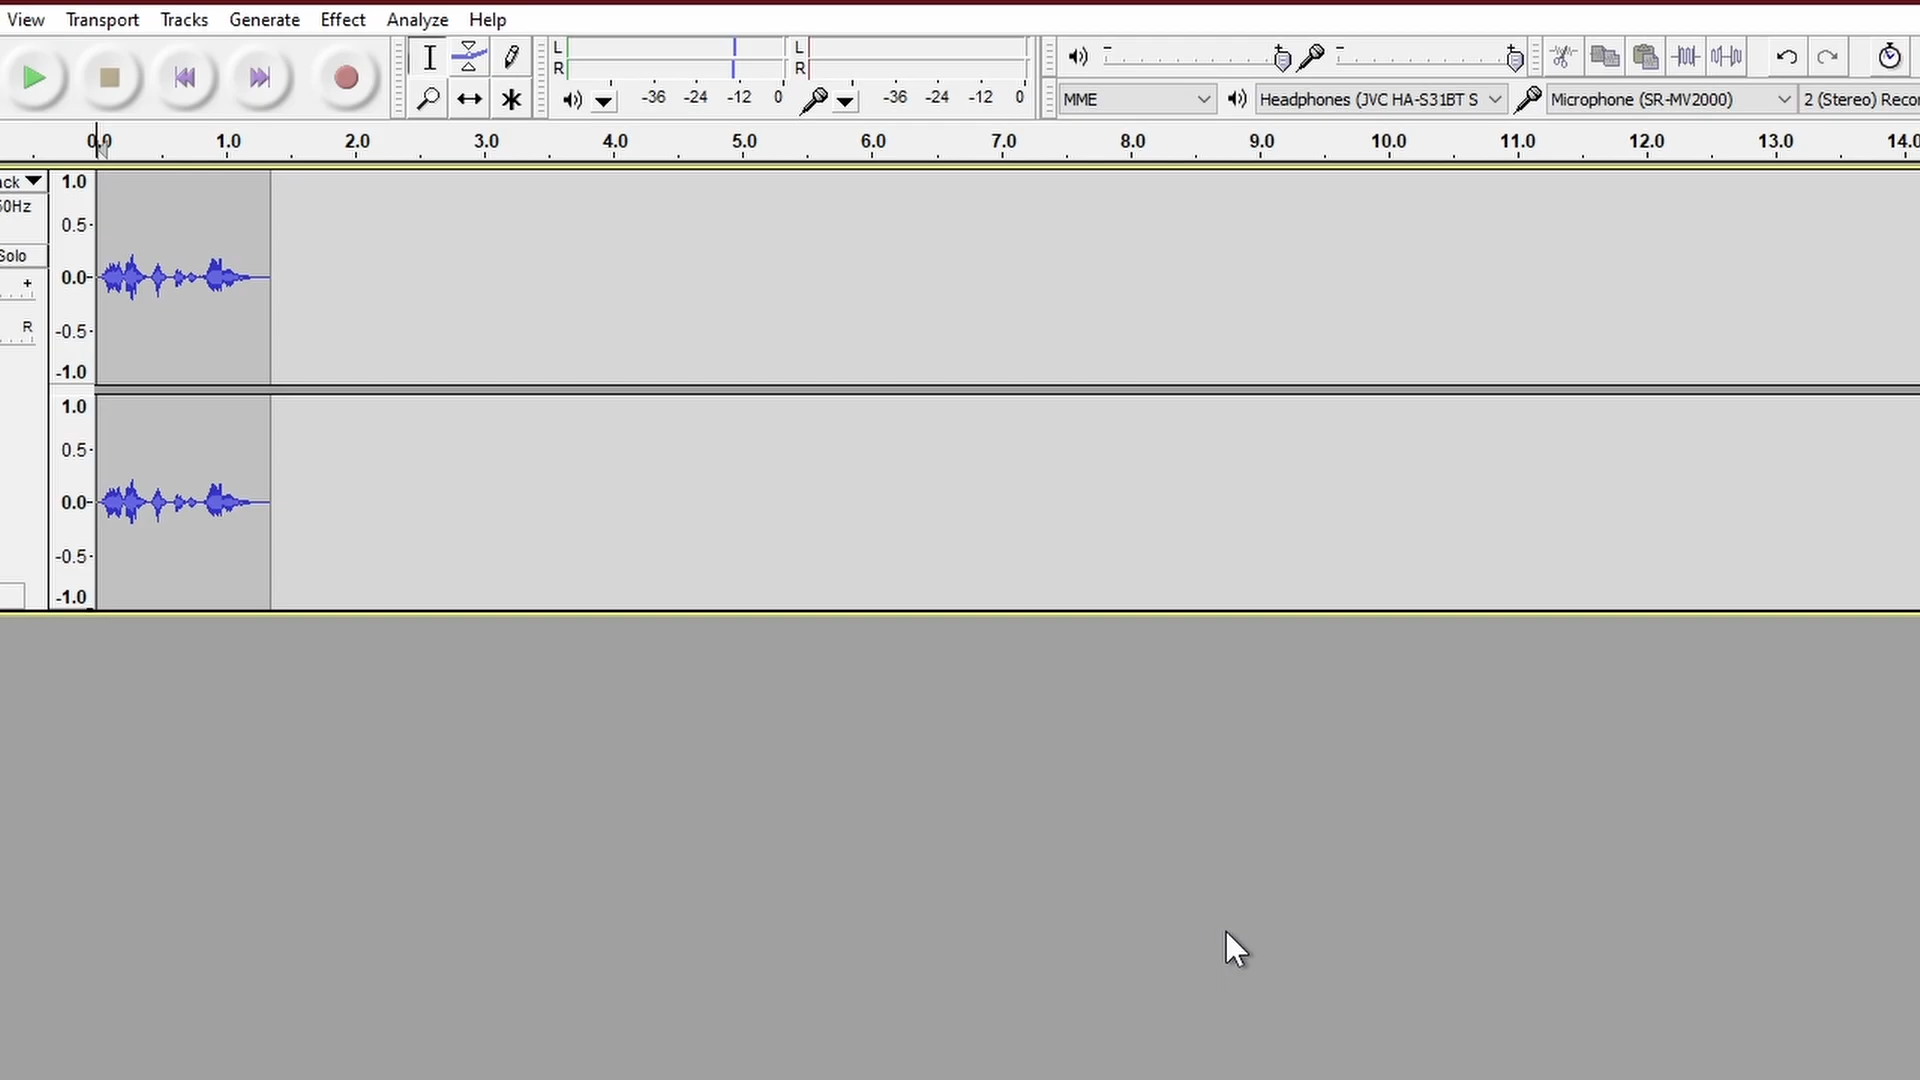 View Transport Tracks Generate Effect Analyze Help
L L
R R
-36 -24 -12 0 -36 -24 -12 0
MME Headphones (JVC HA-S31BT S Microphone (SR-MV2000) 2 (Stereo) Recor
0.0 1.0 2.0 3.0 4.0 5.0 6.0 7.0 8.0 9.0 10.0 11.0 12.0 13.0 14.0
ack 1.0
50Hz
0.5
Solo
0.0
+
R
-0.5
-1.0
1.0
0.5
0.0
-0.5
-1.0